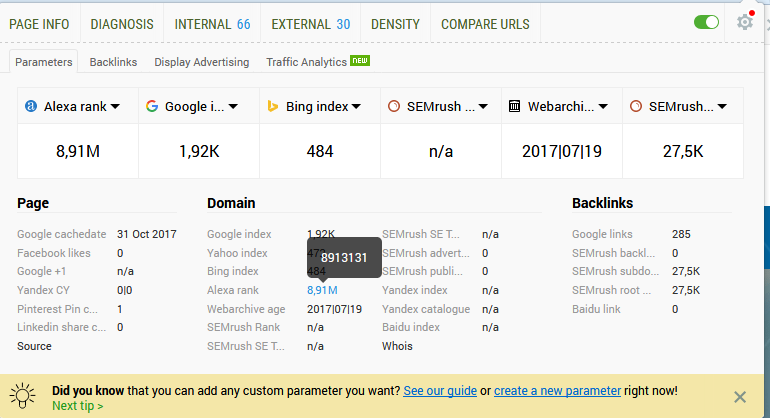 PAGE INFO DIAGNOSIS INTERNAL 66 EXTERNAL 30 DENSITY COMPARE URLS
Parameters Backlinks Display Advertising Traffic Analytics NEW
Alexa rank Google i... Bing index SEMrush ... Webarchi... SEMrush...
8,91M 1,92K 484 n/a 2017|07|19 27,5K
Page Domain Backlinks
Google cachedate 31 Oct 2017 Google index 1,92K SEMrush SE T... n/a Google links 285
Facebook likes 0 Yahoo index SEMrush advert... 0 SEMrush backl... 0
8913131
Google +1 n/a Bing index 484 SEMrush publi... 0 SEMrush subdo... 27,5K
Yandex CY 0|0 Alexa rank 8,91M Yandex index n/a SEMrush root ... 27,5K
Pinterest Pin c... 1 Webarchive age 2017|07|19 Yandex catalogue n/a Baidu link 0
Linkedin share c... 0 SEMrush Rank n/a Baidu index n/a
Source SEMrush SE T... n/a Whois
Did you know that you can add any custom parameter you want? See our guide or create a new parameter right now!
Next tip >